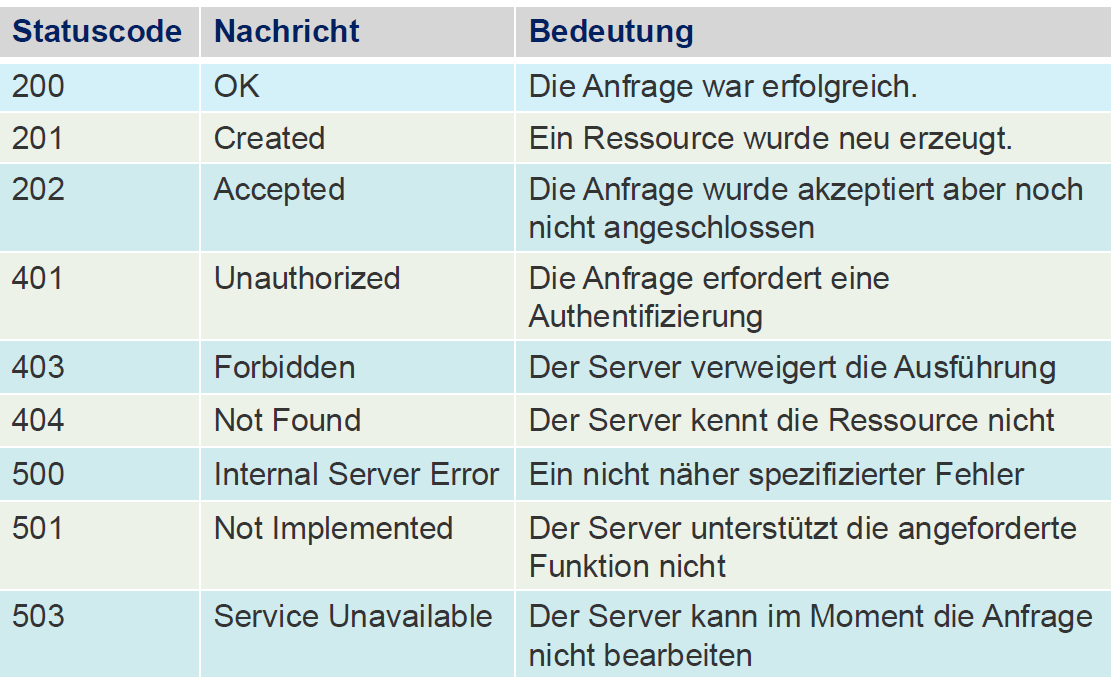 Statuscode Nachricht Bedeutung
200 OK Die Anfrage war erfolgreich.
201 Created Ein Ressource wurde neu erzeugt.
202 Accepted Die Anfrage wurde akzeptiert aber noch
nicht angeschlossen
401 Unauthorized Die Anfrage erfordert eine
Authentifizierung
403 Forbidden Der Server verweigert die Ausführung
404 Not Found Der Server kennt die Ressource nicht
500 Internal Server Error Ein nicht näher spezifizierter Fehler
501 Not Implemented Der Server unterstützt die angeforderte
Funktion nicht
503 Service Unavailable Der Server kann im Moment die Anfrage
nicht bearbeiten